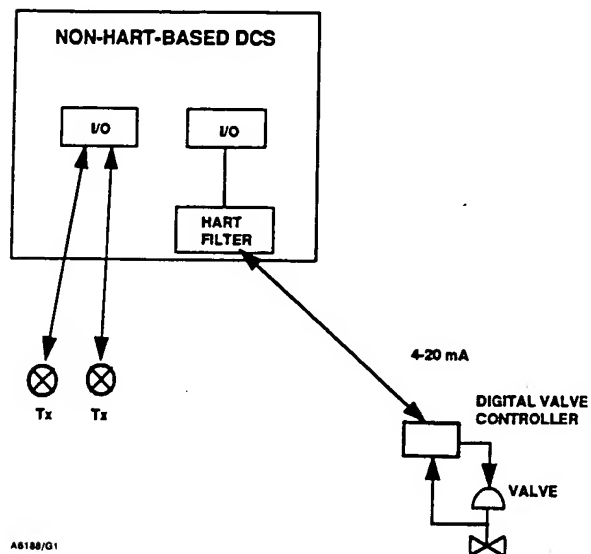 NON-HART-BASED DCS
I/O
I/O
HART
FILTER
4-20 mA
Tx
Tx
DIGITAL VALVE
CONTROLLER
VALVE
A6188/G1